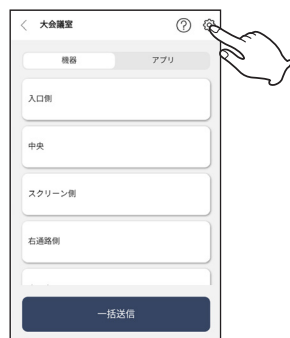 大会議室
?
機器
アプリ
入口側
中央
スクリーン側
右通路側
一括送信